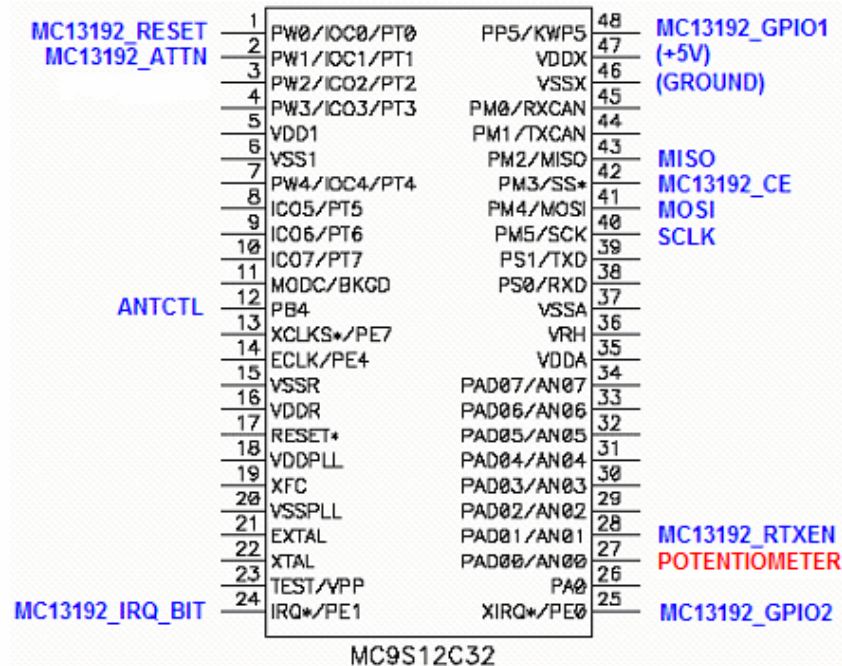 MC13192_RESET 1 PW0/IOC0/PT0 PP5/KWP5 48 MC13192_GPIO1
MC13192_ATTN 2 PW1/IOC1/PT1 VDDX 47 (+5V)
3 PW2/ICO2/PT2 VSSX 46 (GROUND)
4 PW3/ICO3/PT3 PM0/RXCAN 45
5 VDD1 PM1/TXCAN 44
6 VSS1 PM2/MISO 43 MISO
7 PW4/IOC4/PT4 PM3/SS* 42 MC13192_CE
8 ICO5/PT5 PM4/MOSI 41 MOSI
9 ICO6/PT6 PM5/SCK 40 SCLK
10 ICO7/PT7 PS1/TXD 39
11 MODC/BKGD PS0/RXD 38
ANTCTL 12 PB4 VSSA 37
13 XCLKS*/PE7 VRH 36
14 ECLK/PE4 VDDA 35
15 VSSR PAD07/AN07 34
16 VDDR PAD06/AN06 33
17 RESET* PAD05/AN05 32
18 VDDPLL PAD04/AN04 31
19 XFC PAD03/AN03 30
20 VSSPLL PAD02/AN02 29
21 EXTAL PAD01/AN01 28 MC13192_RTXEN
22 XTAL PAD00/AN00 27 POTENTIOMETER
23 TEST/VPP PA0 26
MC13192_IRQ_BIT 24 IRQ*/PE1 XIRQ*/PE0 25 MC13192_GPIO2
MC9S12C32